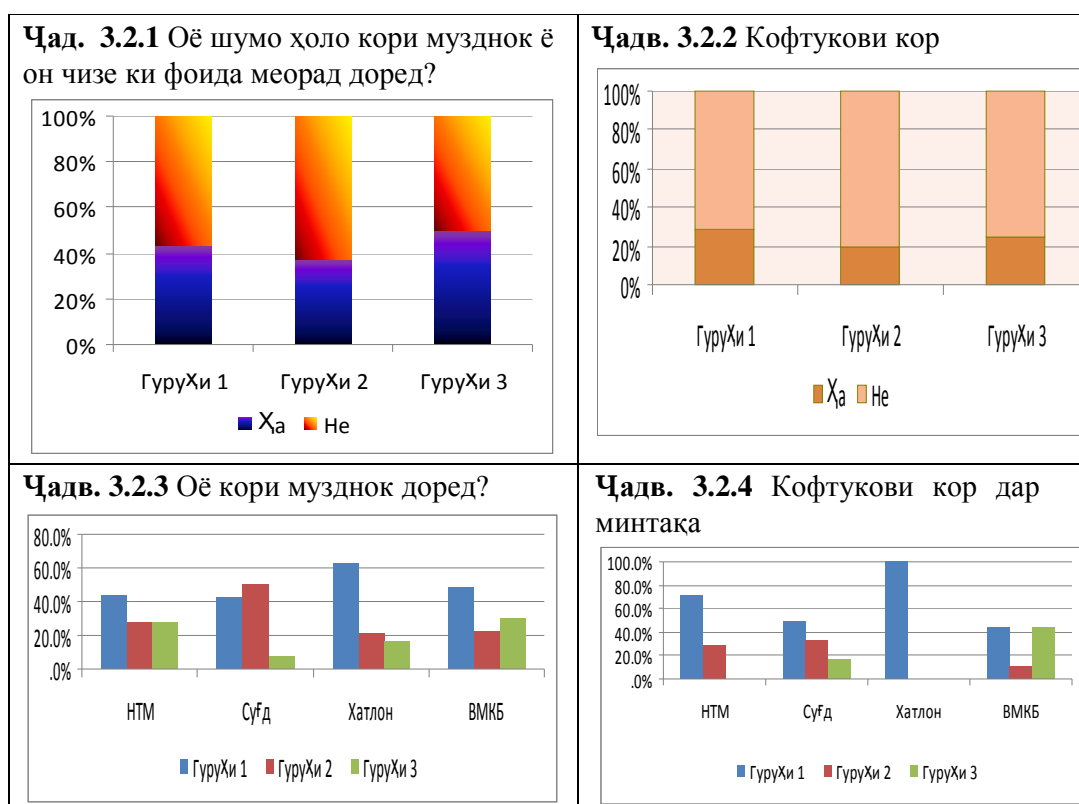 Ҷад. 3.2.1 Оё шумо ҳоло кори музднок ё
он чизе ки фоида меорад доред?
100%
80%
60%
40%
20%
0%
Гуруҳи 1 Гуруҳи 2 Гуруҳи 3
Ҳа Не
Ҷадв. 3.2.2 Кофтукови кор
100%
80%
60%
40%
20%
0%
Гуруҳи 1 Гуруҳи 2 Гуруҳи 3
Ҳа Не
Ҷадв. 3.2.3 Оё кори музднок доред?
80.0%
60.0%
40.0%
20.0%
.0%
НТМ Суғд Хатлон ВМКБ
Гуруҳи 1 Гуруҳи 2 Гуруҳи 3
Ҷадв. 3.2.4 Кофтукови кор дар
минтақа
100.0%
80.0%
60.0%
40.0%
20.0%
.0%
НТМ Суғд Хатлон ВМКБ
Гуруҳи 1 Гуруҳи 2 Гуруҳи 3